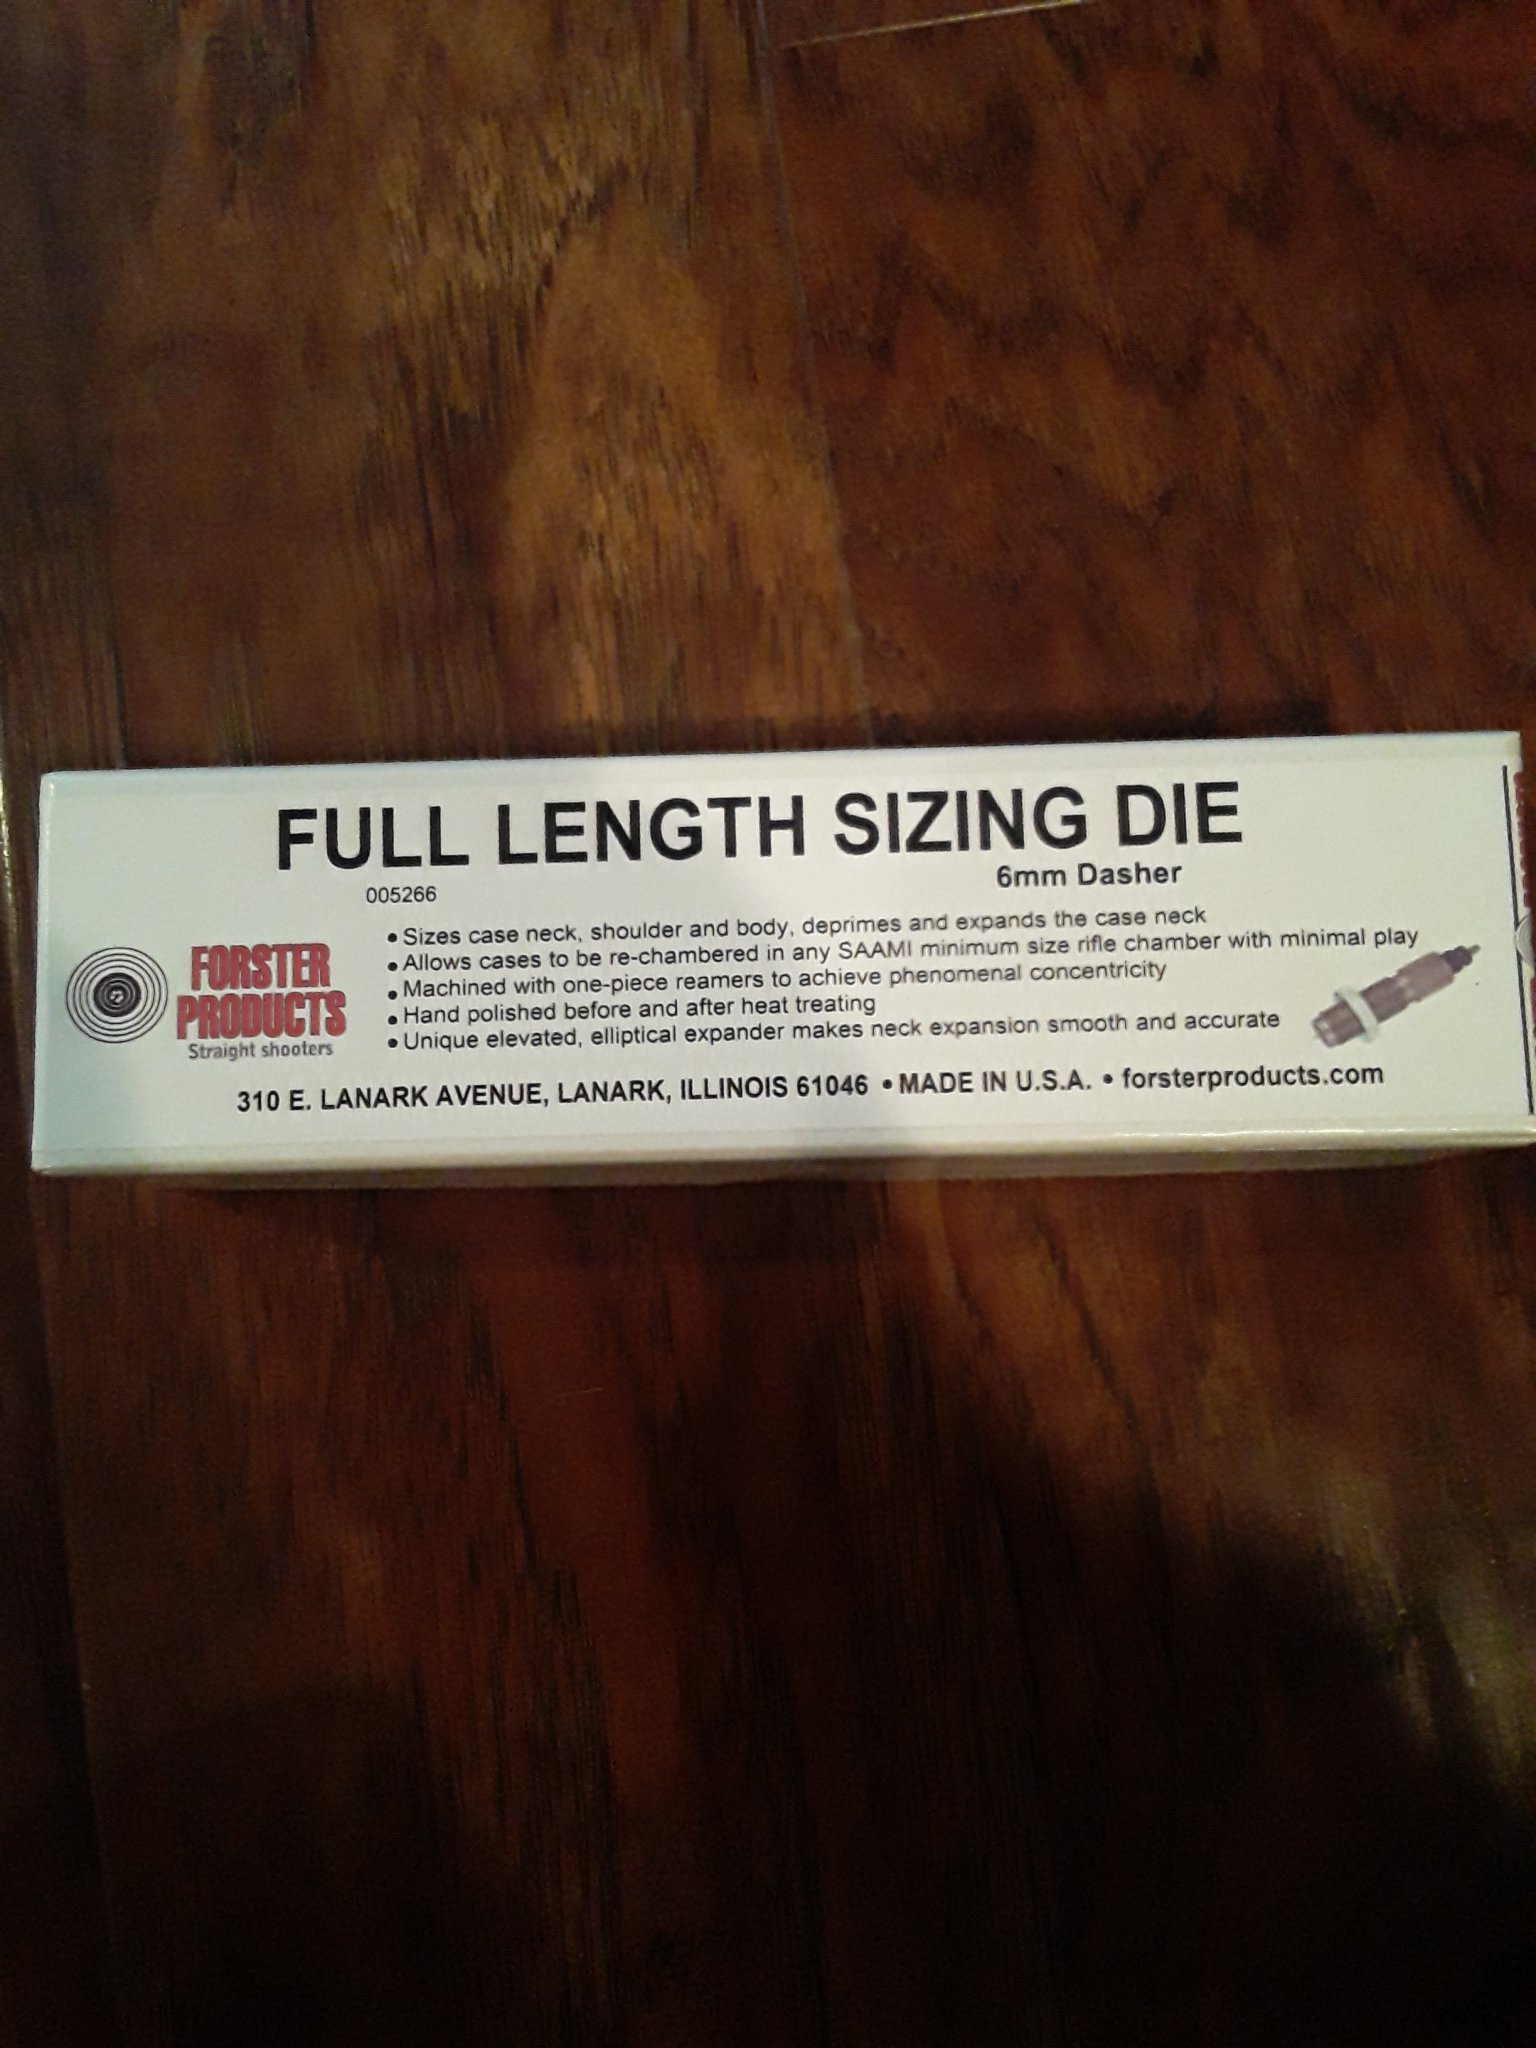 FULL LENGTH SIZING DIE
6mm Dasher
005266
• Sizes case neck, shoulder and body, deprimes and expands the case neck
• Allows cases to be re-chambered in any SAAMI minimum size rifle chamber with minimal play
• Machined with one-piece reamers to achieve phenomenal concentricity
• Hand polished before and after heat treating
• Unique elevated, elliptical expander makes neck expansion smooth and accurate
FORSTER
PRODUCTS
Straight shooters
310 E. LANARK AVENUE, LANARK, ILLINOIS 61046 • MADE IN U.S.A. • forsterproducts.com